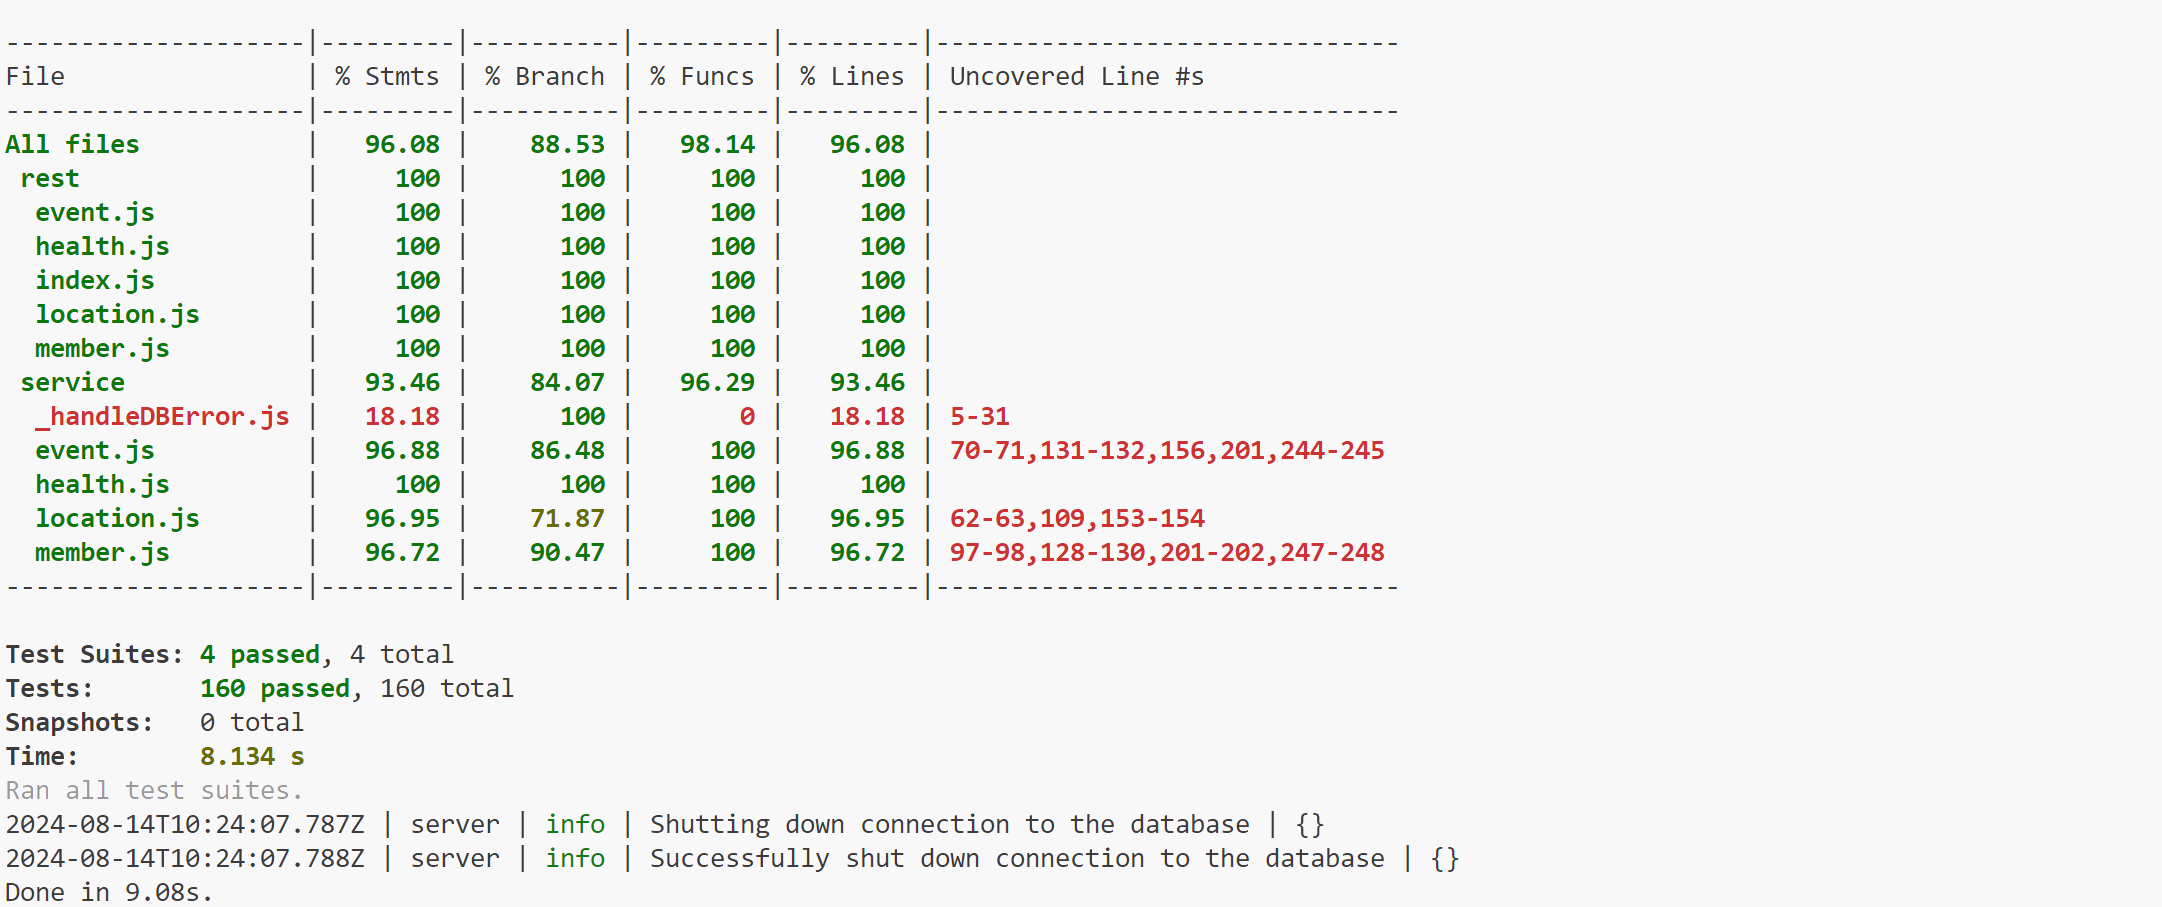 --------------------|---------|----------|---------|---------|-------------------------------
File                | % Stmts | % Branch | % Funcs | % Lines | Uncovered Line #s
--------------------|---------|----------|---------|---------|-------------------------------
All files           |   96.08 |    88.53 |   98.14 |   96.08 |
 rest               |     100 |      100 |     100 |     100 |
  event.js          |     100 |      100 |     100 |     100 |
  health.js         |     100 |      100 |     100 |     100 |
  index.js          |     100 |      100 |     100 |     100 |
  location.js       |     100 |      100 |     100 |     100 |
  member.js         |     100 |      100 |     100 |     100 |
 service            |   93.46 |    84.07 |   96.29 |   93.46 |
  _handleDBError.js |   18.18 |      100 |       0 |   18.18 | 5-31
  event.js          |   96.88 |    86.48 |     100 |   96.88 | 70-71,131-132,156,201,244-245
  health.js         |     100 |      100 |     100 |     100 |
  location.js       |   96.95 |    71.87 |     100 |   96.95 | 62-63,109,153-154
  member.js         |   96.72 |    90.47 |     100 |   96.72 | 97-98,128-130,201-202,247-248
--------------------|---------|----------|---------|---------|-------------------------------
Test Suites: 4 passed, 4 total
Tests:       160 passed, 160 total
Snapshots:   0 total
Time:        8.134 s
Ran all test suites.
2024-08-14T10:24:07.787Z | server | info | Shutting down connection to the database | {}
2024-08-14T10:24:07.788Z | server | info | Successfully shut down connection to the database | {}
Done in 9.08s.